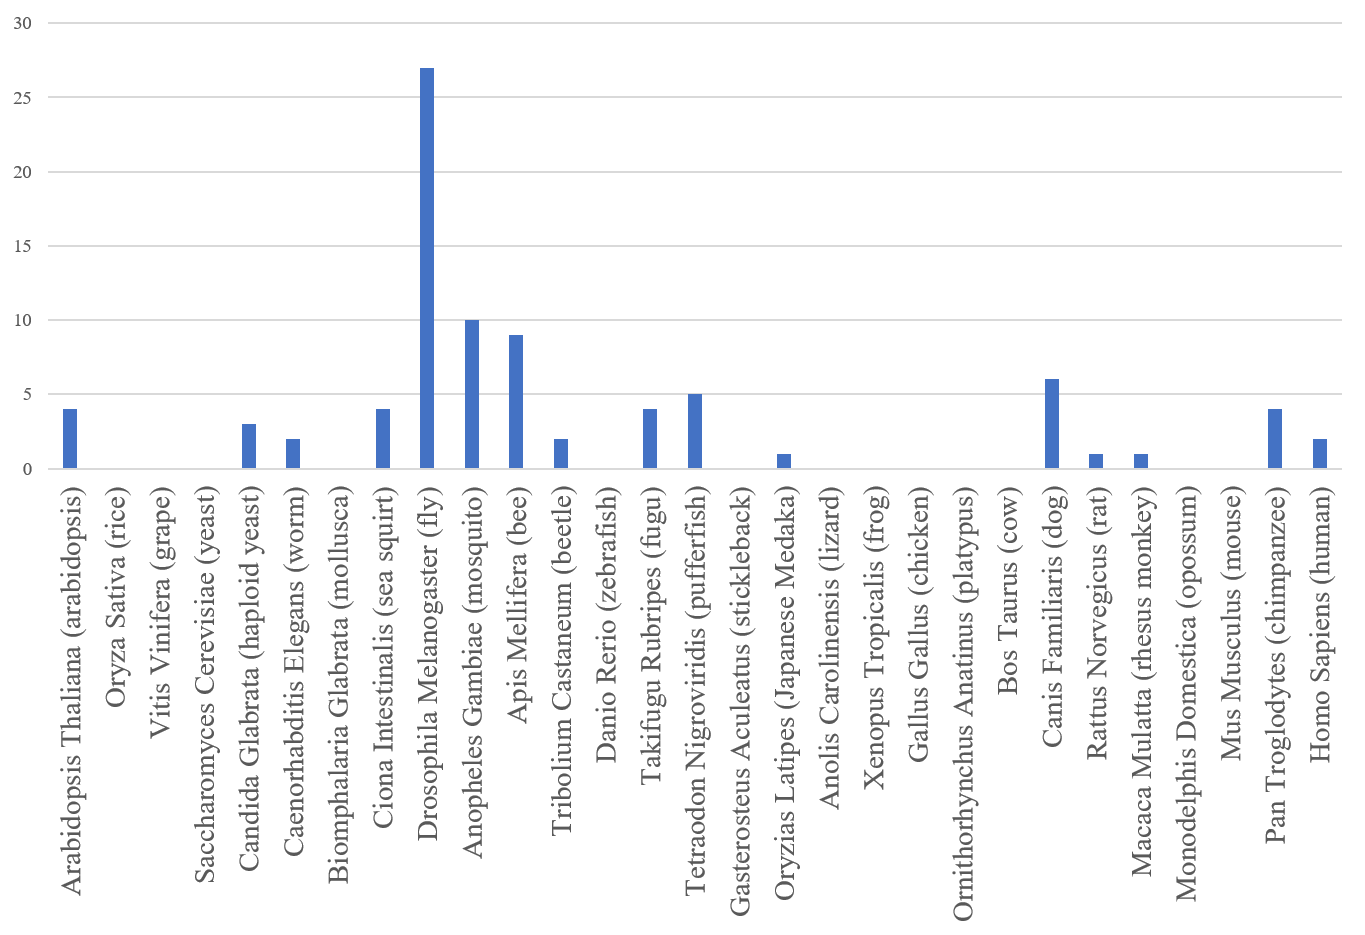 30
25
20
15
10
5
0
Arabidopsis Thaliana (arabidopsis)
Oryza Sativa (rice)
Vitis Vinifera (grape)
Saccharomyces Cerevisiae (yeast)
Candida Glabrata (haploid yeast)
Caenorhabditis Elegans (worm)
Biomphalaria Glabrata (mollusca)
Ciona Intestinalis (sea squirt)
Drosophila Melanogaster (fly)
Anopheles Gambiae (mosquito)
Apis Mellifera (bee)
Tribolium Castaneum (beetle)
Danio Rerio (zebrafish)
Takifugu Rubripes (fugu)
Tetraodon Nigroviridis (pufferfish)
Gasterosteus Aculeatus (stickleback)
Oryzias Latipes (Japanese Medaka)
Anolis Carolinensis (lizard)
Xenopus Tropicalis (frog)
Gallus Gallus (chicken)
Ornithorhynchus Anatinus (platypus)
Bos Taurus (cow)
Canis Familiaris (dog)
Rattus Norvegicus (rat)
Macaca Mulatta (rhesus monkey)
Monodelphis Domestica (opossum)
Mus Musculus (mouse)
Pan Troglodytes (chimpanzee)
Homo Sapiens (human)